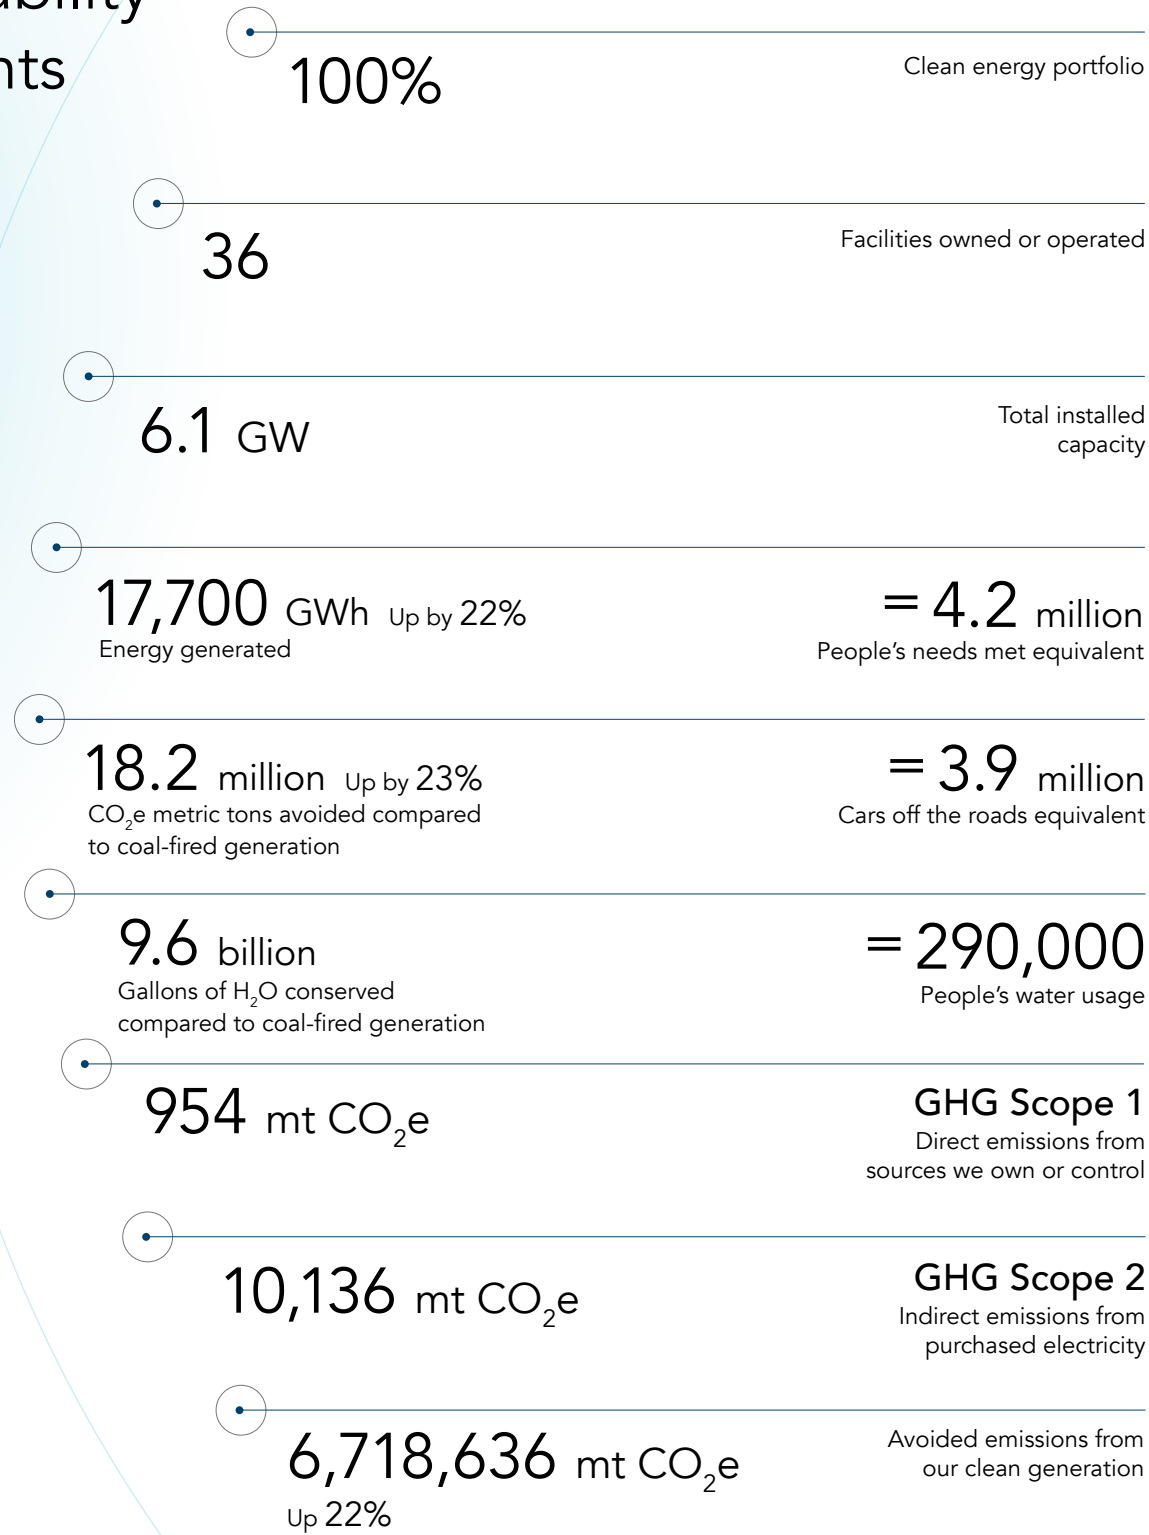 100%
Clean energy portfolio
36
Facilities owned or operated
6.1 GW
Total installed
capacity
17,700 GWh Up by 22%
Energy generated
= 4.2 million
People’s needs met equivalent
18.2 million Up by 23%
CO₂e metric tons avoided compared
to coal-fired generation
= 3.9 million
Cars off the roads equivalent
9.6 billion
Gallons of H₂O conserved
compared to coal-fired generation
= 290,000
People’s water usage
954 mt CO₂e
GHG Scope 1
Direct emissions from
sources we own or control
10,136 mt CO₂e
GHG Scope 2
Indirect emissions from
purchased electricity
6,718,636 mt CO₂e
Up 22%
Avoided emissions from
our clean generation